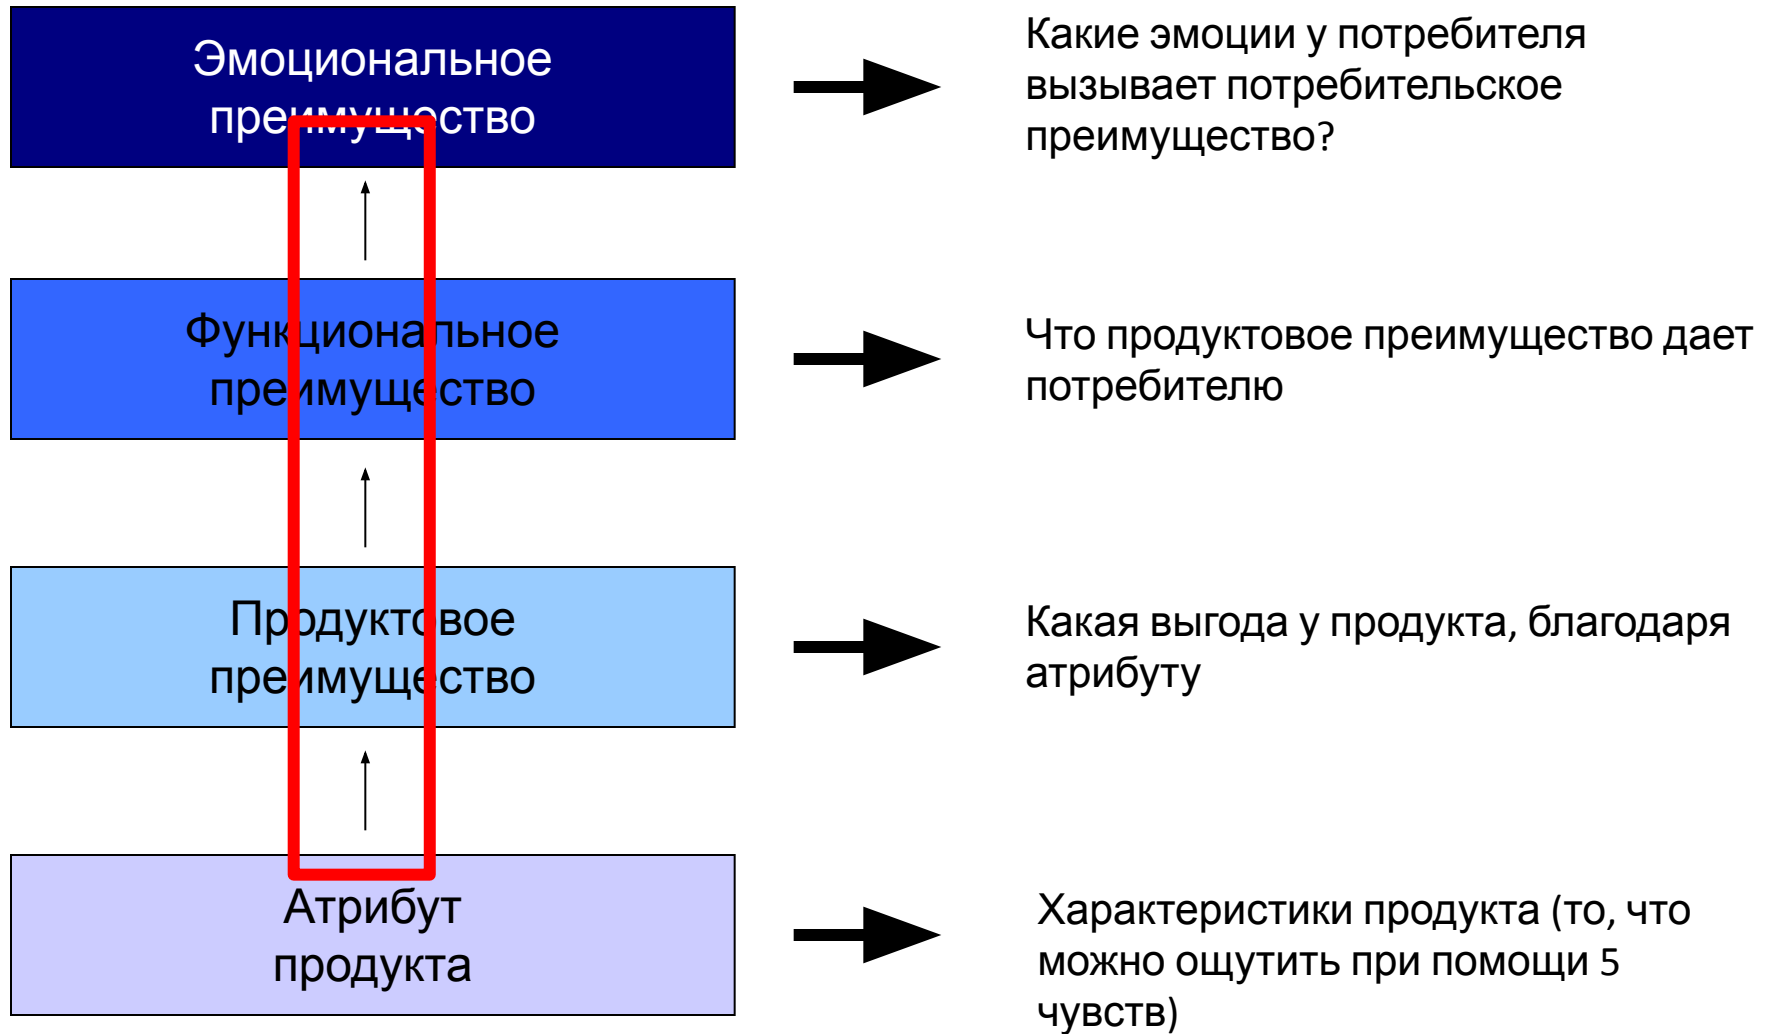 Эмоциональное
преимущество
Какие эмоции у потребителя
вызывает потребительское
преимущество?
Функциональное
преимущество
Что продуктовое преимущество дает
потребителю
Продуктовое
преимущество
Какая выгода у продукта, благодаря
атрибуту
Атрибут
продукта
Характеристики продукта (то, что
можно ощутить при помощи 5
чувств)